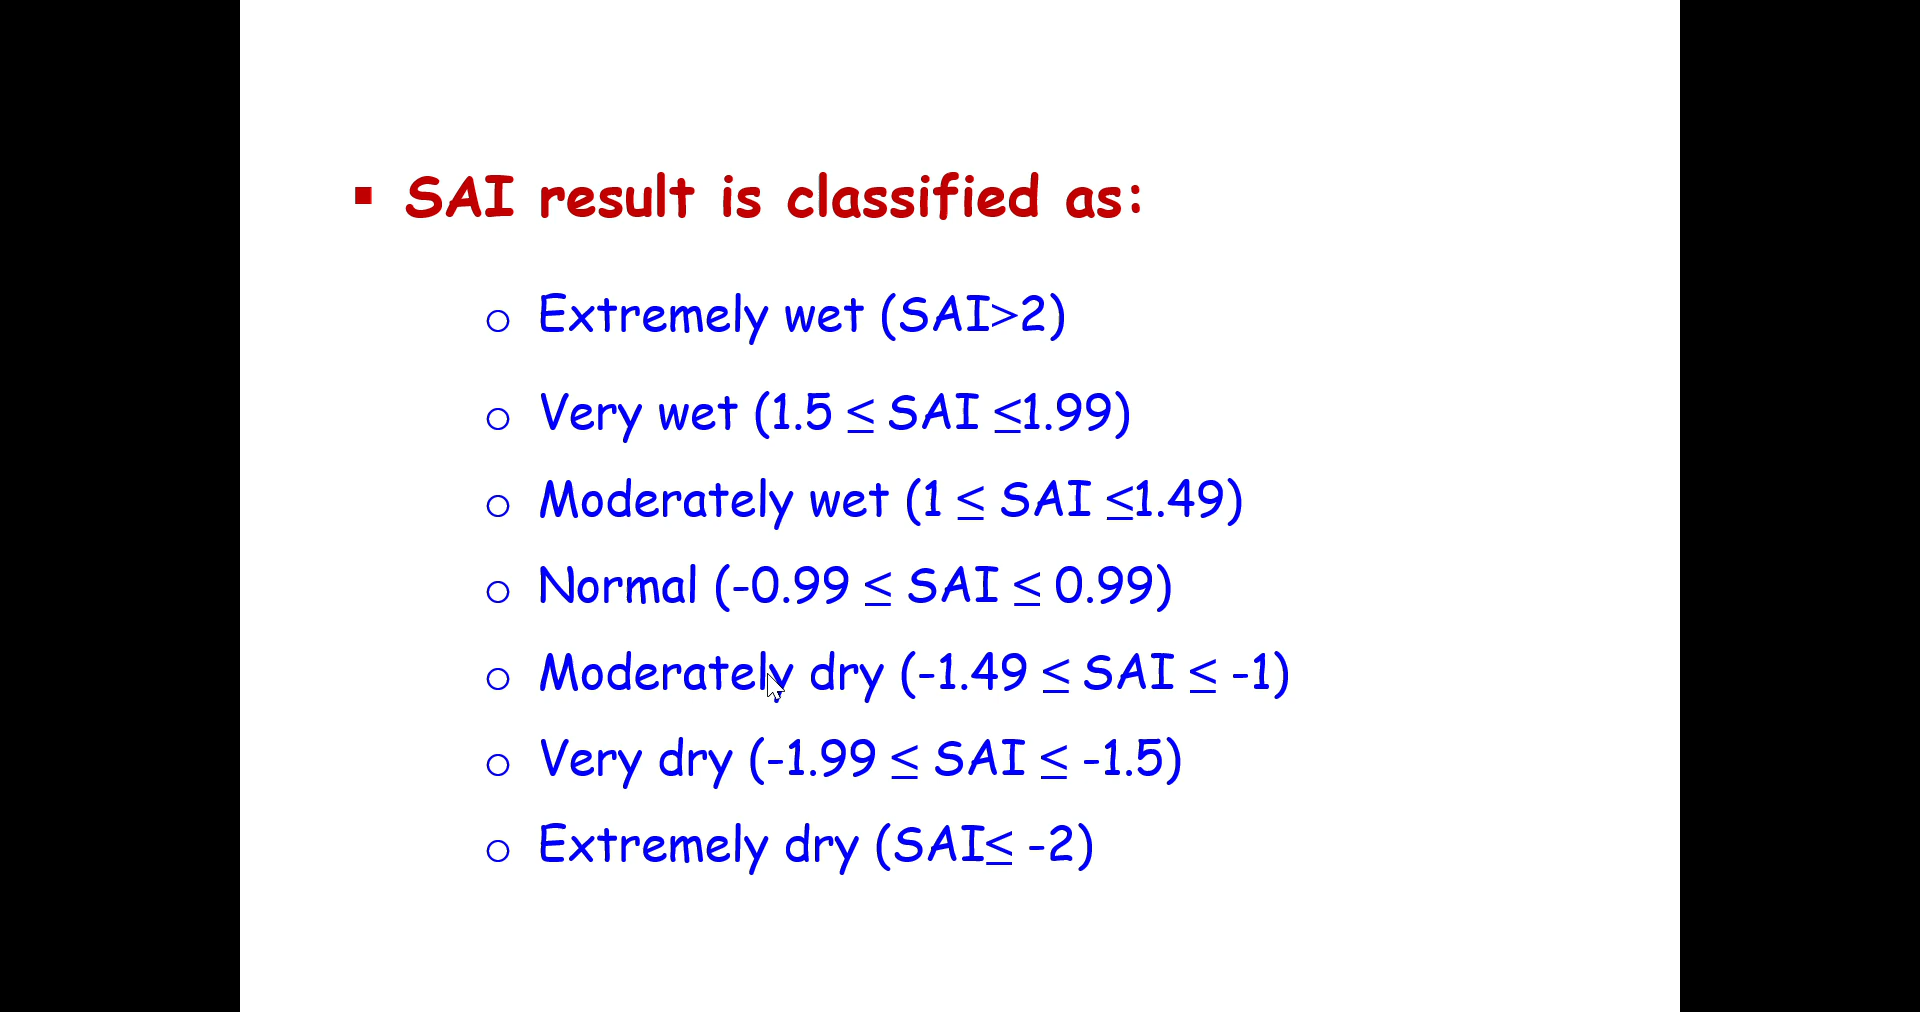 ▪ SAI result is classified as:
o Extremely wet (SAI>2)
o Very wet (1.5 ≤ SAI ≤1.99)
o Moderately wet (1 ≤ SAI ≤1.49)
o Normal (-0.99 ≤ SAI ≤ 0.99)
o Moderately dry (-1.49 ≤ SAI ≤ -1)
o Very dry (-1.99 ≤ SAI ≤ -1.5)
o Extremely dry (SAI≤ -2)